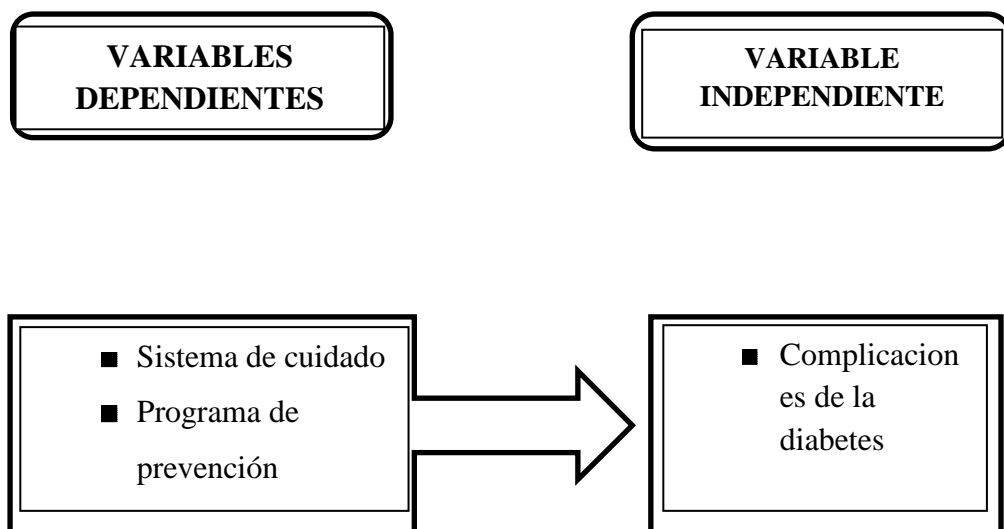 VARIABLES
DEPENDIENTES
VARIABLE
INDEPENDIENTE
■ Sistema de cuidado
■ Programa de
prevención
■ Complicacion
es de la
diabetes